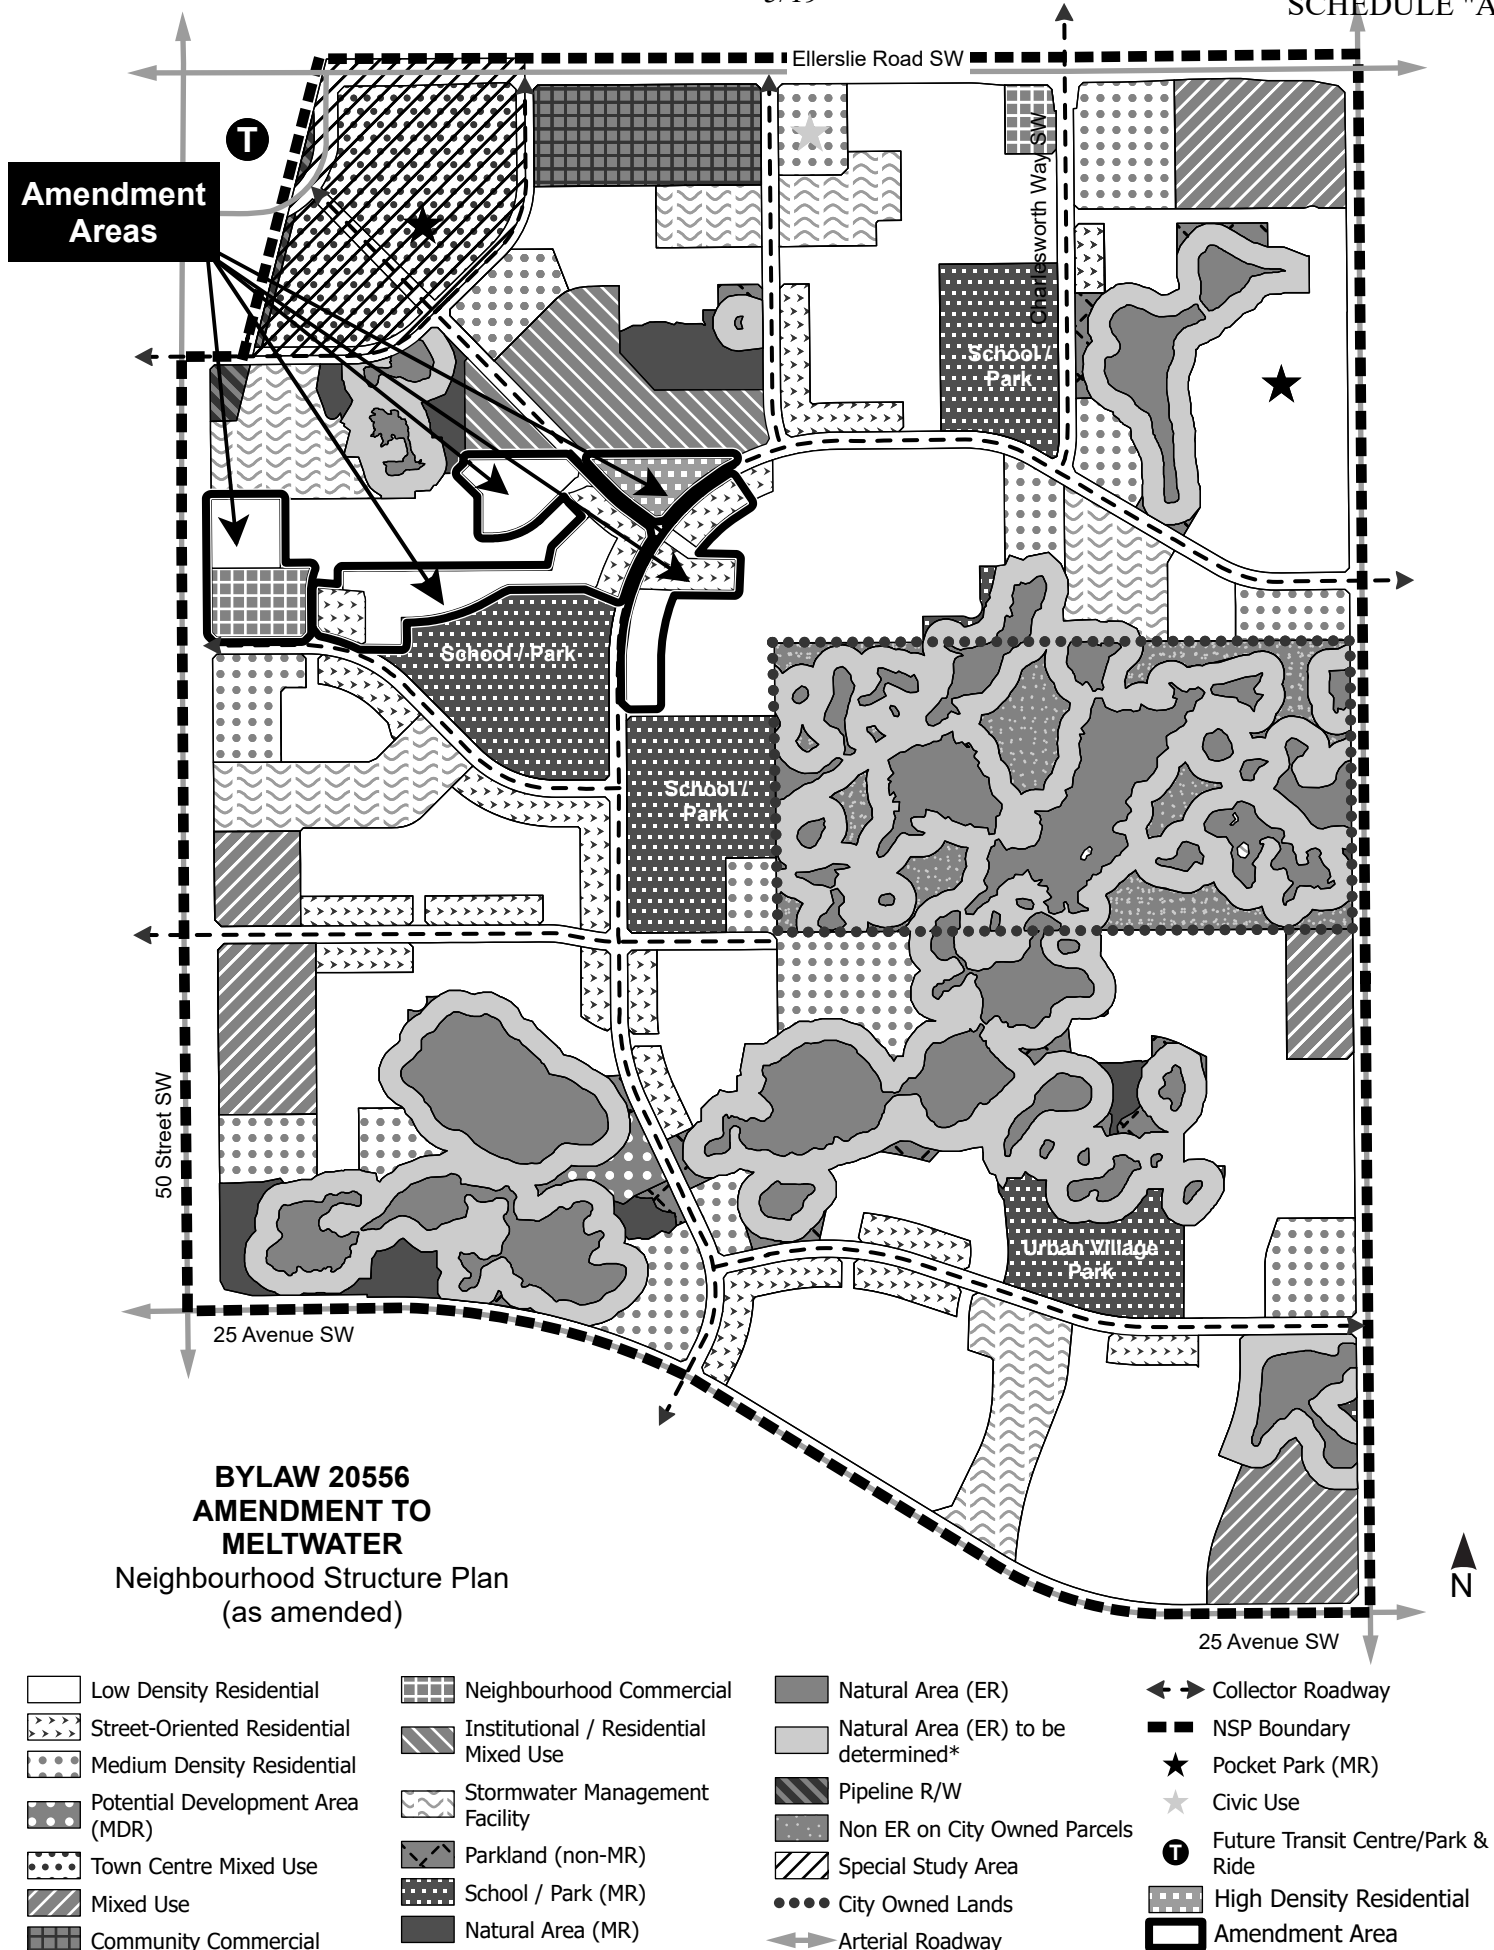 SCHEDULE "A
Ellerslie Road SW
T
Amendment
Areas
Charlesworth Way SW
School /
Park
School / Park
School /
Park
50 Street SW
Urban Village
Park
25 Avenue SW
BYLAW 20556
AMENDMENT TO
MELTWATER
Neighbourhood Structure Plan
(as amended)
N
25 Avenue SW
Low Density Residential
Street-Oriented Residential
Medium Density Residential
Potential Development Area
(MDR)
Town Centre Mixed Use
Mixed Use
Community Commercial
Neighbourhood Commercial
Institutional / Residential
Mixed Use
Stormwater Management
Facility
Parkland (non-MR)
School / Park (MR)
Natural Area (MR)
Natural Area (ER)
Natural Area (ER) to be
determined*
Pipeline R/W
Non ER on City Owned Parcels
Special Study Area
City Owned Lands
Arterial Roadway
Collector Roadway
NSP Boundary
Pocket Park (MR)
Civic Use
T
Future Transit Centre/Park &
Ride
High Density Residential
Amendment Area